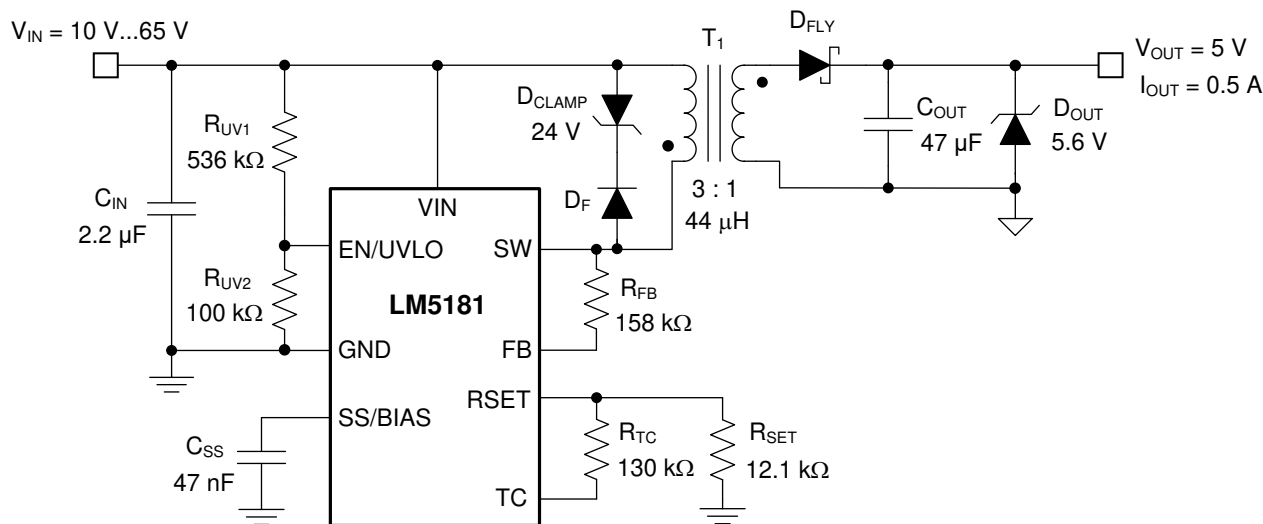 V_IN = 10 V...65 V
C_IN
2.2 µF
R_UV1
536 kΩ
R_UV2
100 kΩ
C_SS
47 nF
VIN
EN/UVLO
SW
LM5181
GND
FB
RSET
SS/BIAS
TC
D_CLAMP
24 V
D_F
R_FB
158 kΩ
R_TC
130 kΩ
R_SET
12.1 kΩ
T_1
3 : 1
44 µH
D_FLY
C_OUT
47 µF
D_OUT
5.6 V
V_OUT = 5 V
I_OUT = 0.5 A